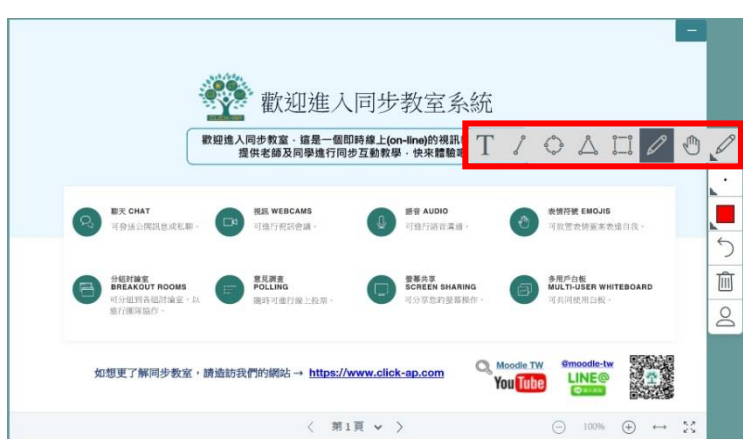 歡迎進入同步教室系統
歡迎進入同步教室,這是一個即時線上(on-line)的視訊
提供老師及同學進行同步互動教學,快來體驗
T
聊天 CHAT
可發送公開訊息或私聊。
視訊 WEBCAMS
可進行視訊會議。
語音 AUDIO
可進行語音溝通。
表情符號 EMOJIS
可設置表情圖案表達自我。
分組討論室
BREAKOUT ROOMS
可分組到各組討論室,以
進行團隊協作。
意見調查
POLLING
隨時可進行線上投票。
螢幕共享
SCREEN SHARING
可分享您的螢幕操作。
多用戶白板
MULTI-USER WHITEBOARD
可共同使用白板。
如想更了解同步教室,請造訪我們的網站→ https://www.click-ap.com
Moodle TW
YouTube
@moodle-tw
LINE@
第1頁
100%